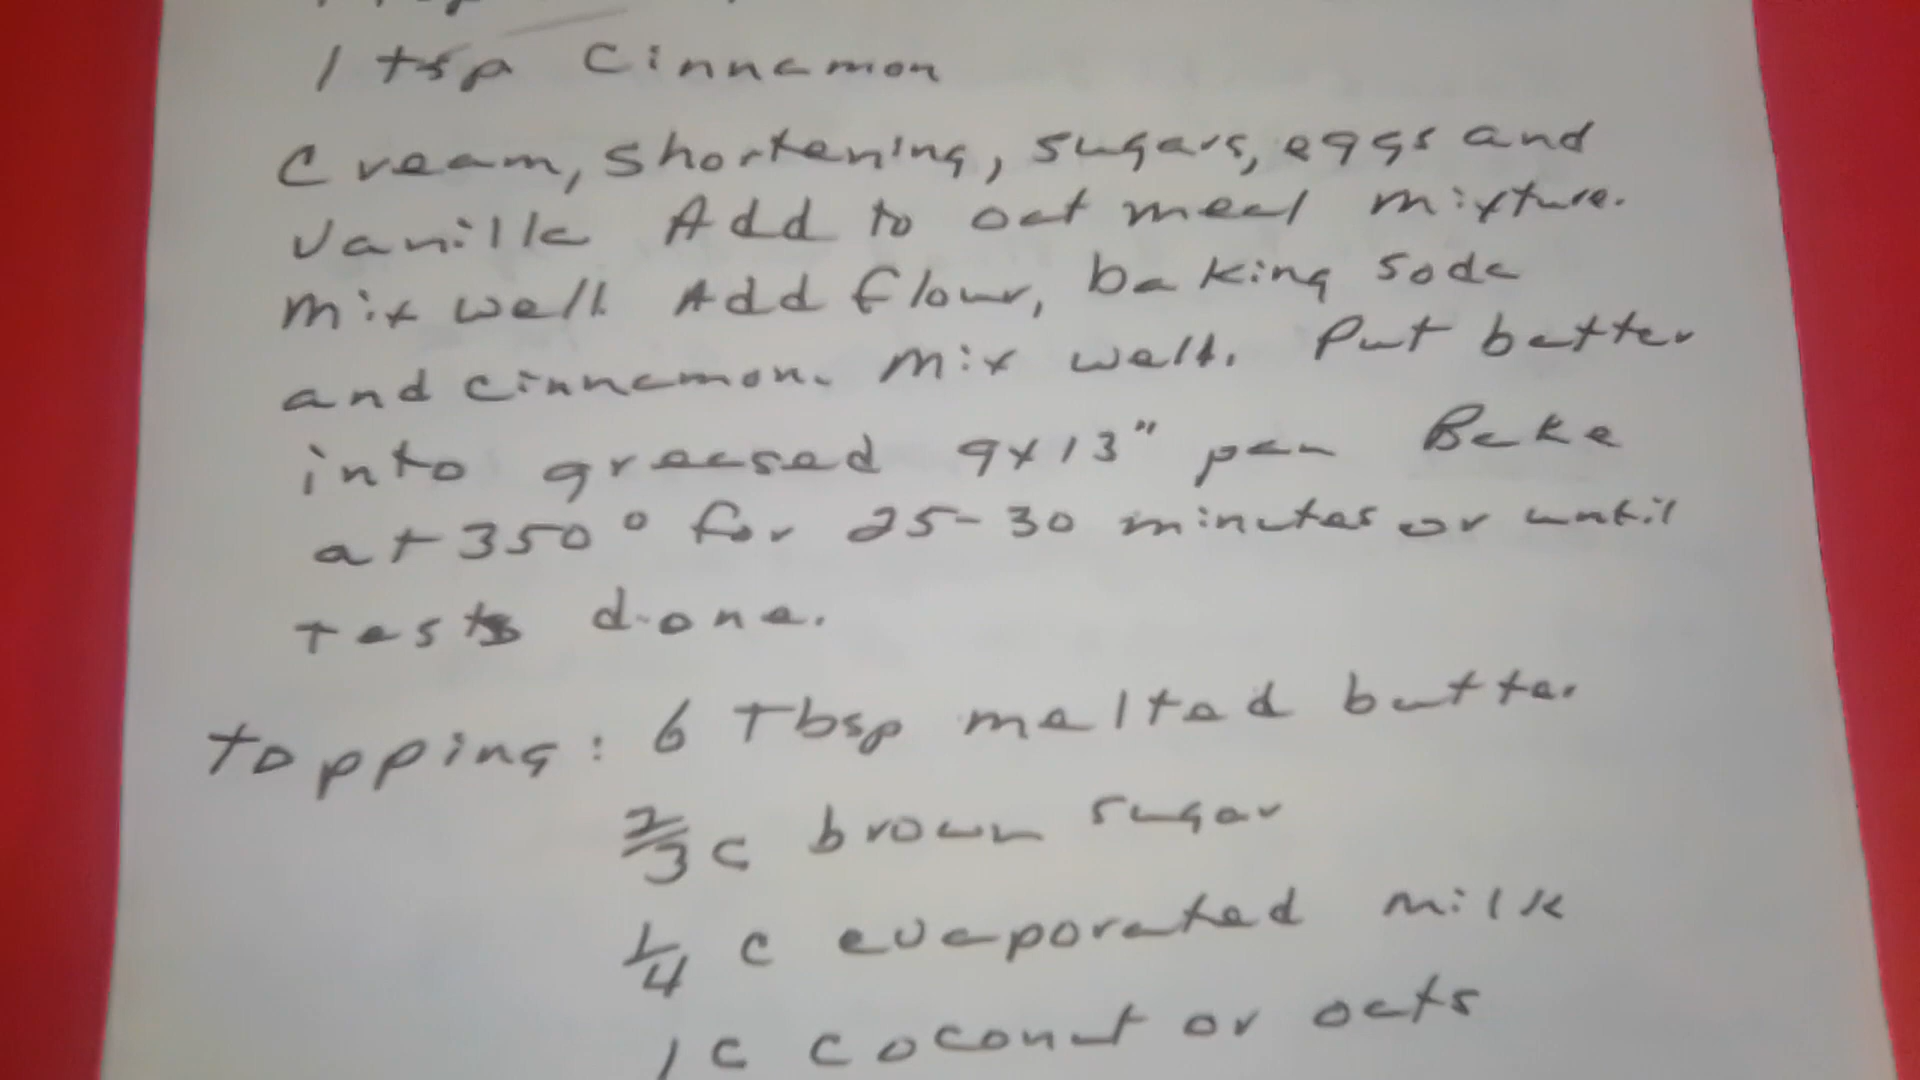 1 tsp Cinnamon
Cream, shortening, sugars, eggs and
vanilla Add to oat meal mixture.
Mix well. Add flour, baking soda
and cinnamon. Mix well. Put batter
into greased 9x13" pan Bake
at 350° for 25-30 minutes or until
tests done.
topping: 6 Tbsp melted butter
2/3 c brown sugar
1/4 c evaporated milk
1 c coconut or oats